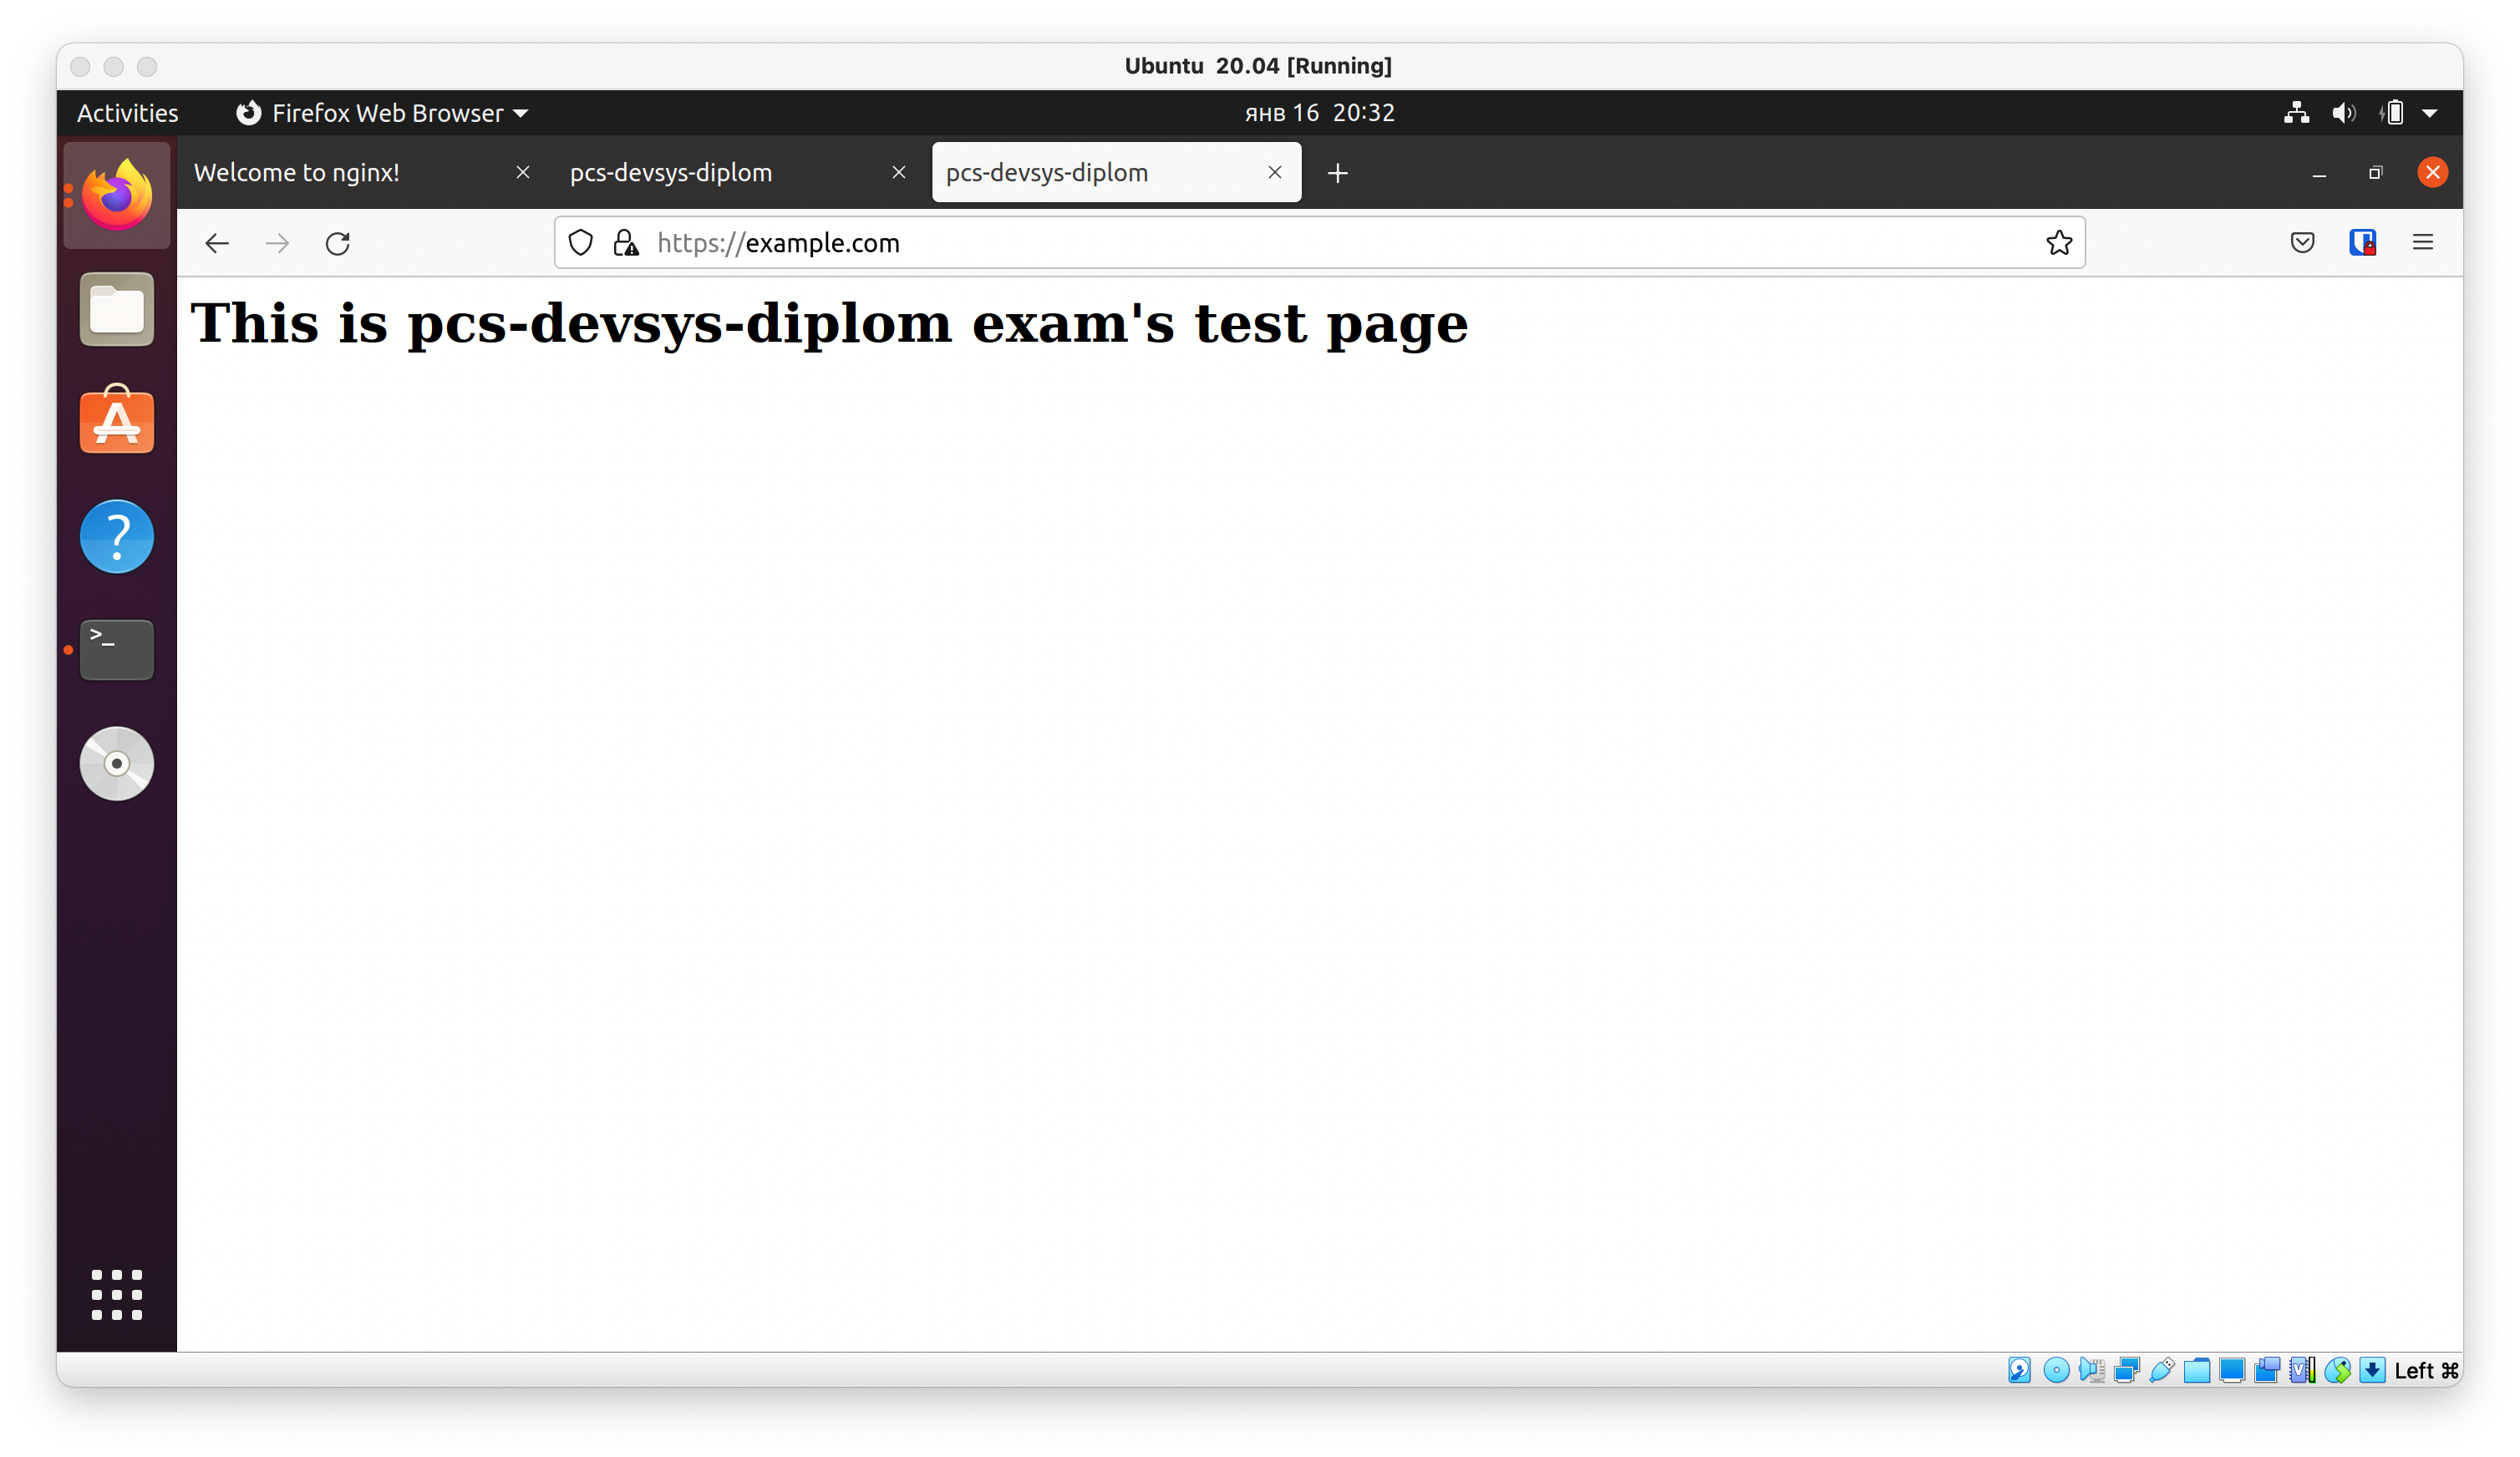 Ubuntu 20.04 [Running]
Activities Firefox Web Browser янв 16 20:32
Welcome to nginx! pcs-devsys-diplom pcs-devsys-diplom
https://example.com
This is pcs-devsys-diplom exam's test page
Left ⌘